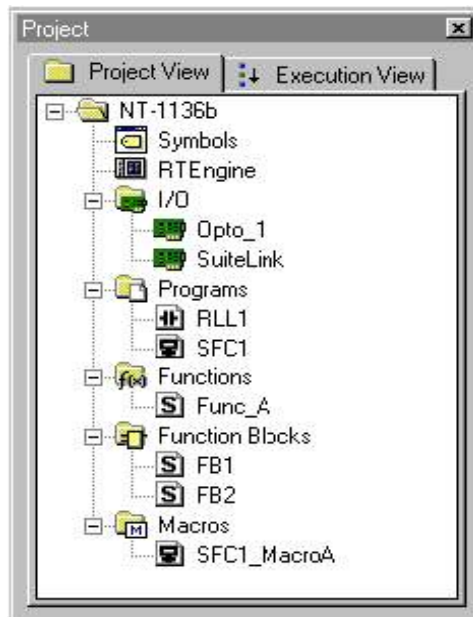 Project
Project View Execution View
NT-1136b
Symbols
RTEngine
I/O
Opto_1
SuiteLink
Programs
RLL1
SFC1
Functions
Func_A
Function Blocks
FB1
FB2
Macros
SFC1_MacroA